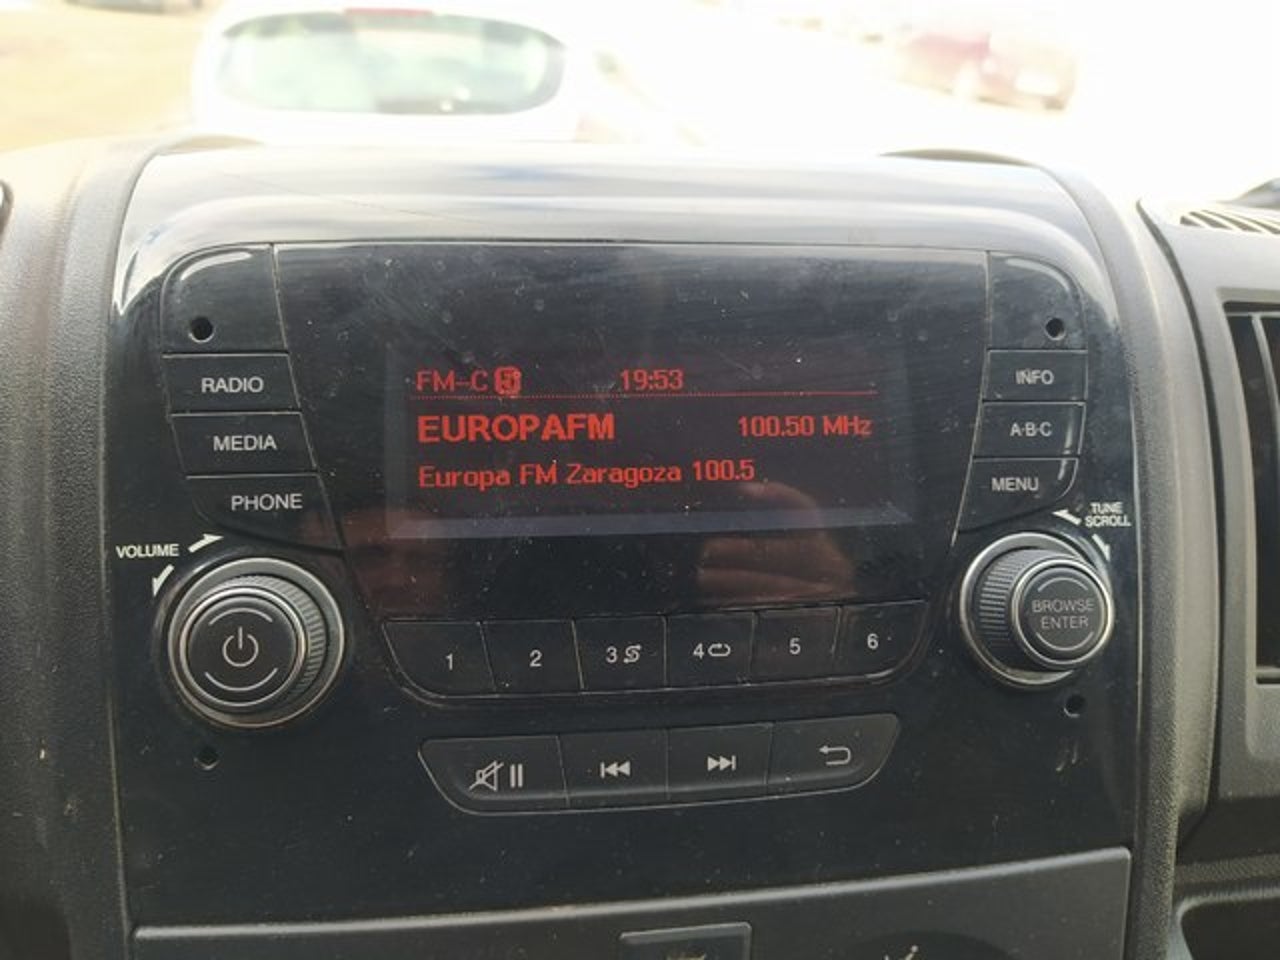 FM-C 5 19:53
EUROPAFM 100.50 MHz
Europa FM Zaragoza 100.5
RADIO
MEDIA
PHONE
VOLUME
INFO
A·B·C
MENU
TUNE
SCROLL
BROWSE
ENTER
1 2 3 4 5 6